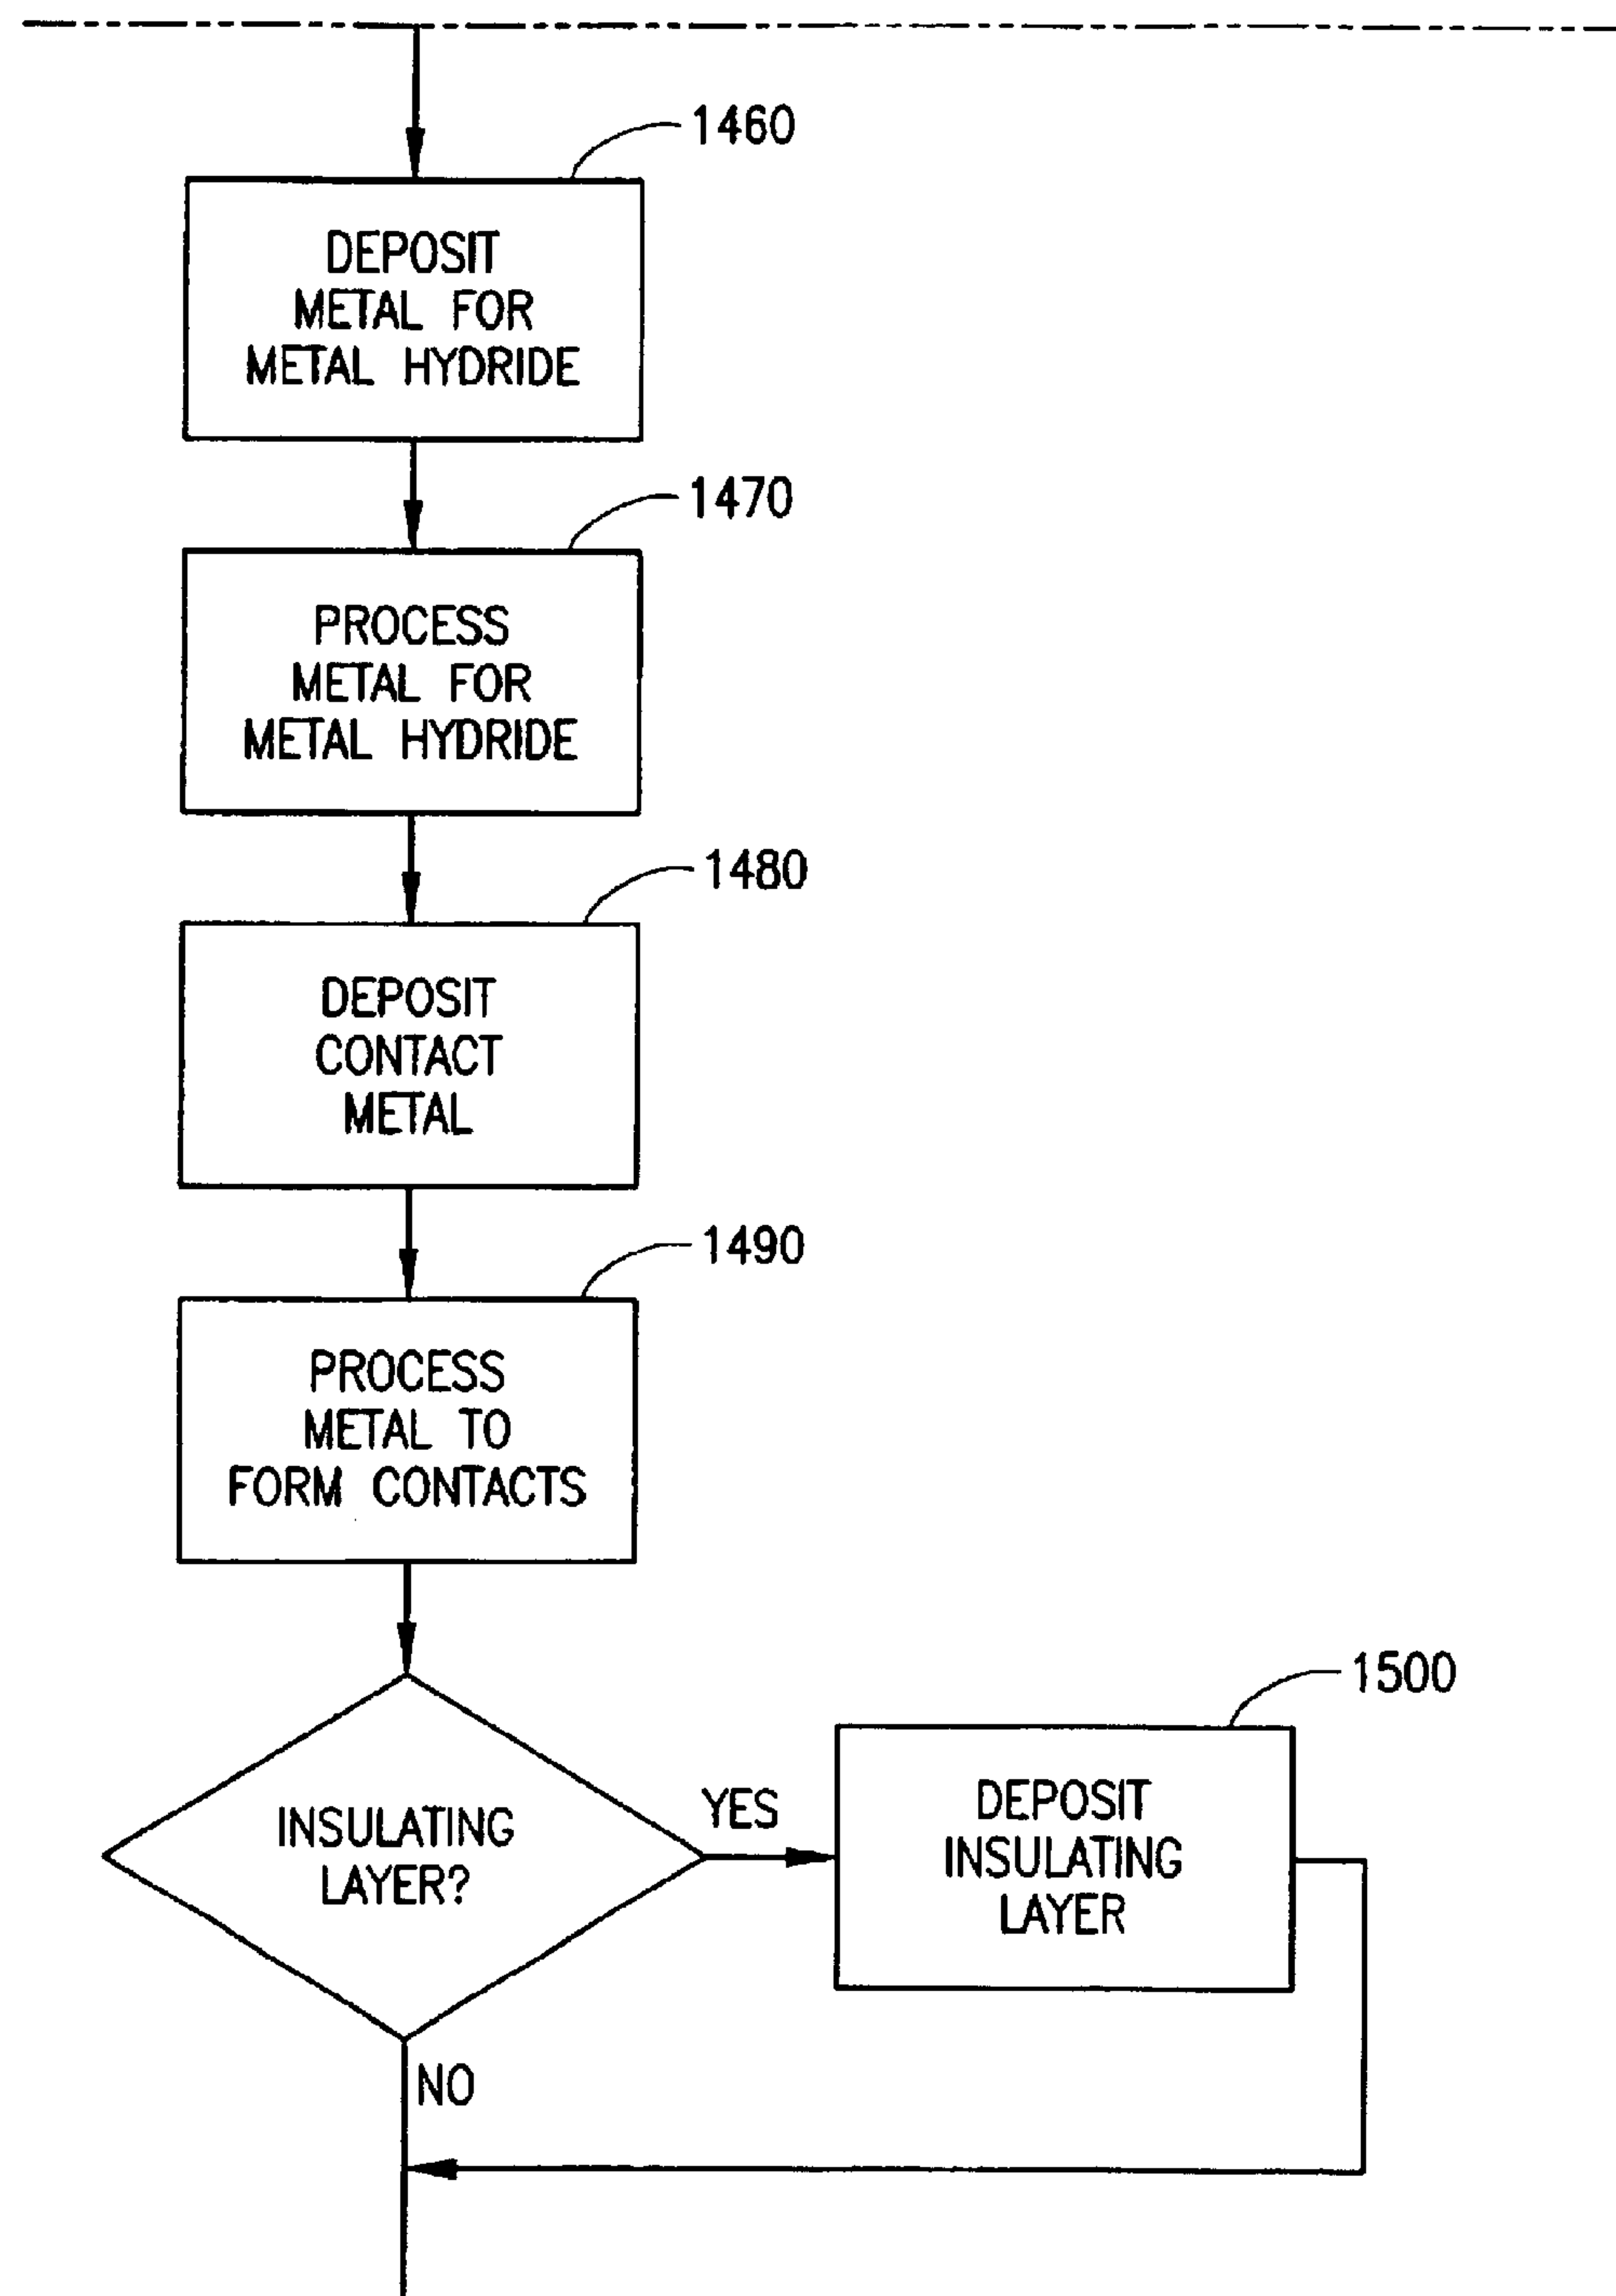 1460
DEPOSIT
METAL FOR
METAL HYDRIDE
1470
PROCESS
METAL FOR
METAL HYDRIDE
1480
DEPOSIT
CONTACT
METAL
1490
PROCESS
METAL TO
FORM CONTACTS
INSULATING
LAYER?
YES
1500
DEPOSIT
INSULATING
LAYER
NO